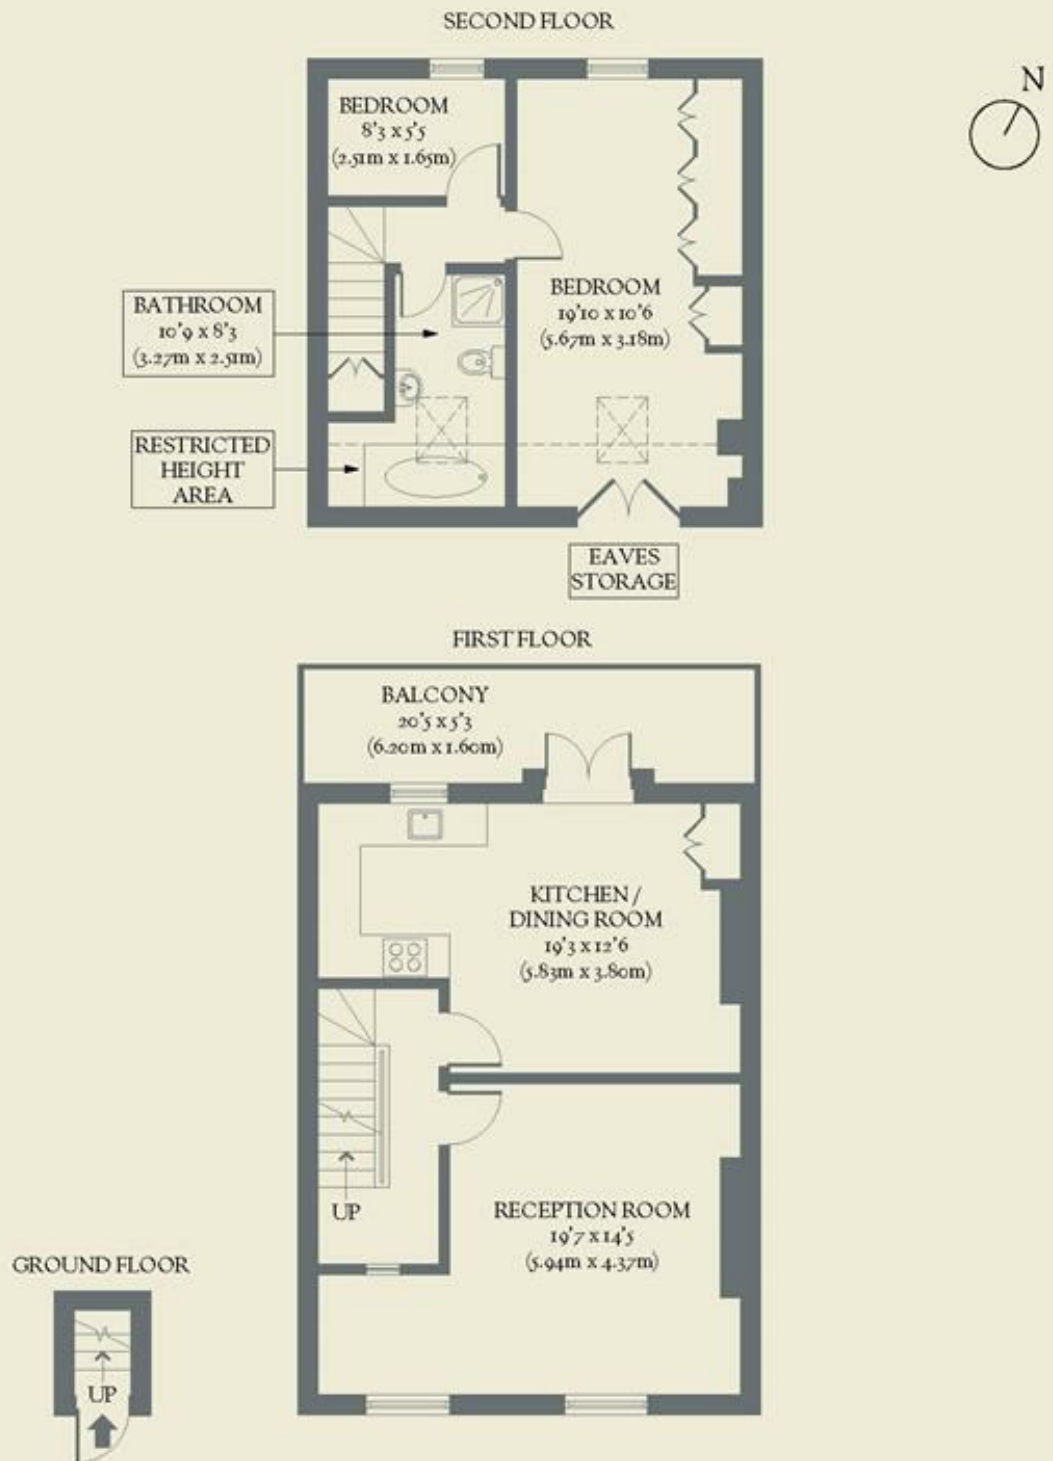 SECOND FLOOR
N
BEDROOM
8'3 x 5'5
(2.51m x 1.65m)
BEDROOM
19'10 x 10'6
(5.67m x 3.18m)
BATHROOM
10'9 x 8'3
(3.27m x 2.51m)
RESTRICTED
HEIGHT
AREA
EAVES
STORAGE
FIRST FLOOR
BALCONY
20'5 x 5'3
(6.20m x 1.60m)
KITCHEN /
DINING ROOM
19'3 x 12'6
(5.83m x 3.80m)
UP
RECEPTION ROOM
19'7 x 14'5
(5.94m x 4.37m)
GROUND FLOOR
UP